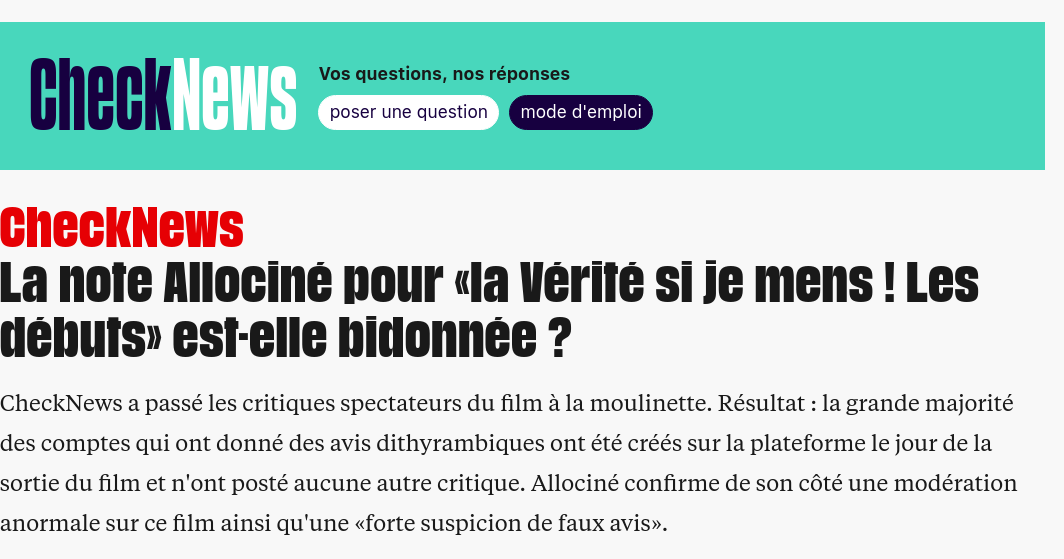 CheckNews
Vos questions, nos réponses
poser une question
mode d'emploi
CheckNews
La note Allociné pour «la Vérité si je mens ! Les
débuts» est-elle bidonnée ?
CheckNews a passé les critiques spectateurs du film à la moulinette. Résultat : la grande majorité
des comptes qui ont donné des avis dithyrambiques ont été créés sur la plateforme le jour de la
sortie du film et n'ont posté aucune autre critique. Allociné confirme de son côté une modération
anormale sur ce film ainsi qu'une «forte suspicion de faux avis».